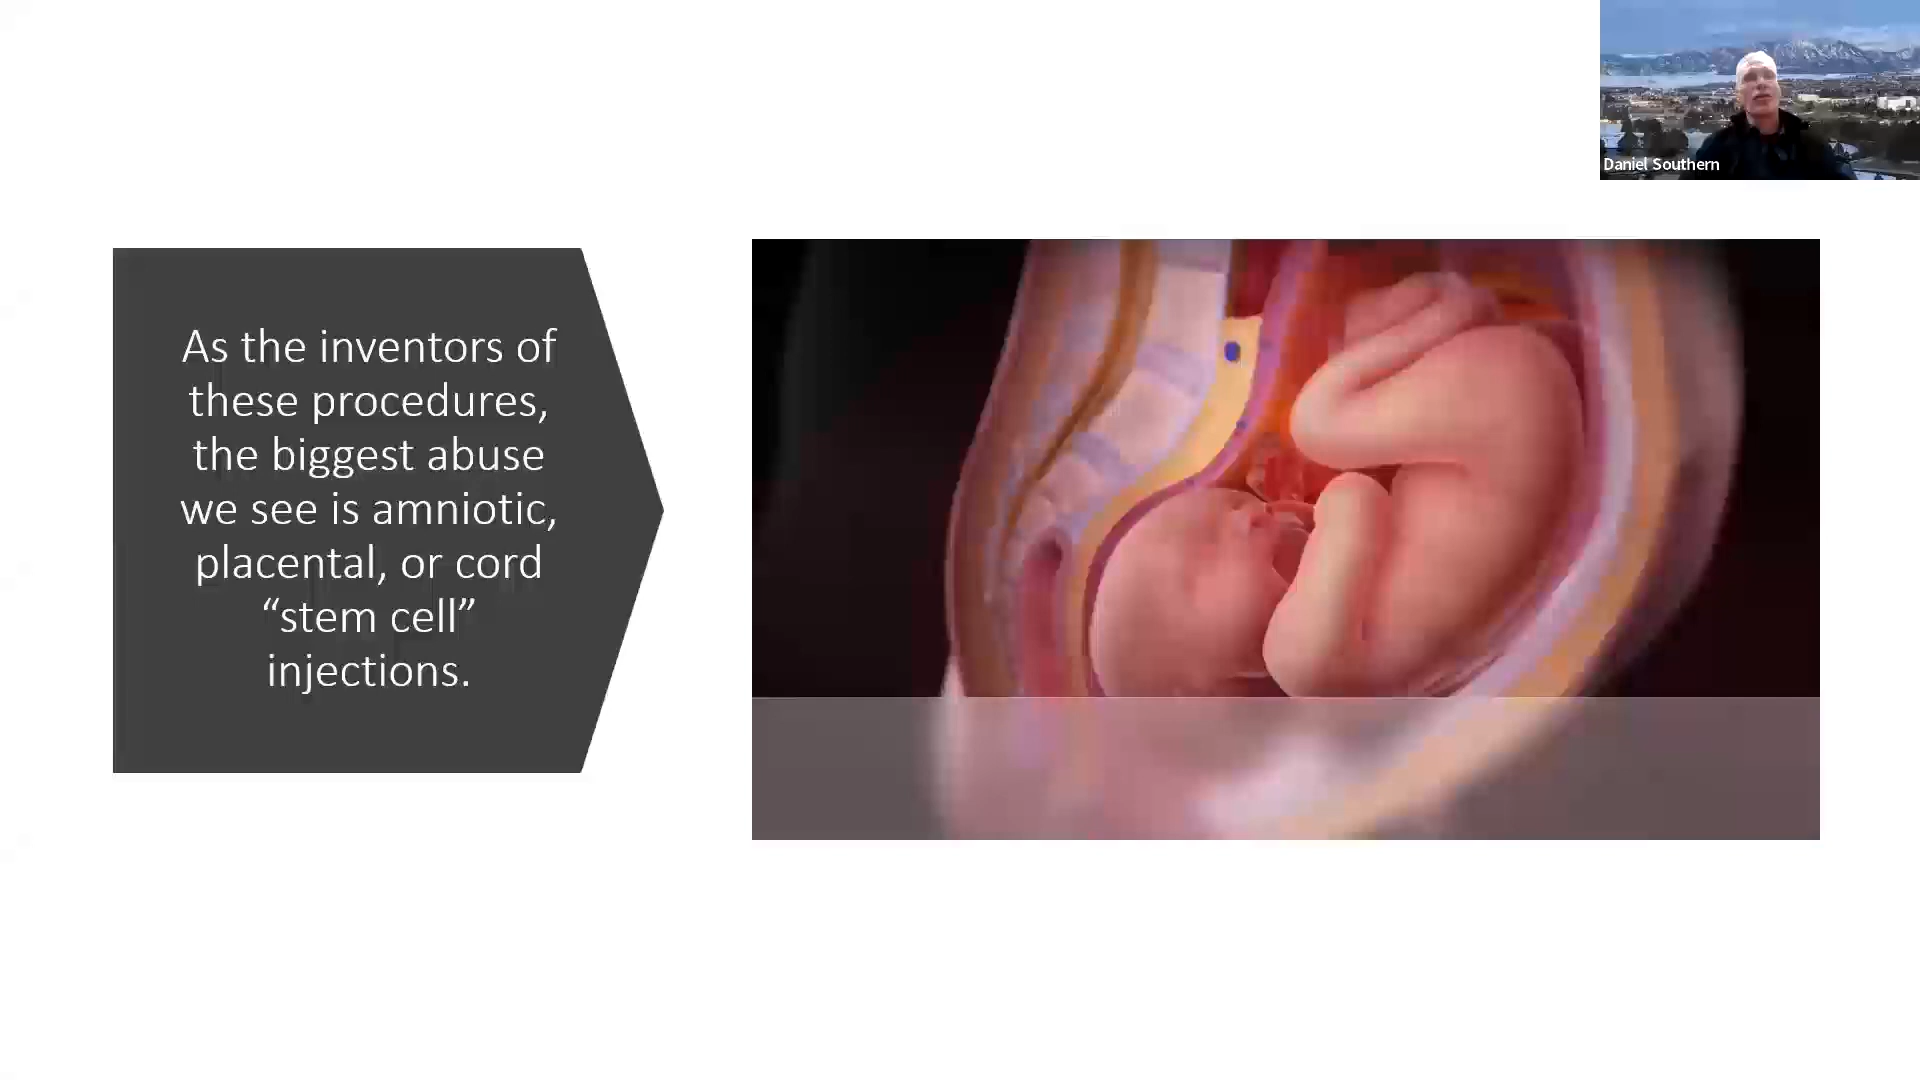 Daniel Southern
As the inventors of
these procedures,
the biggest abuse
we see is amniotic,
placental, or cord
“stem cell”
injections.